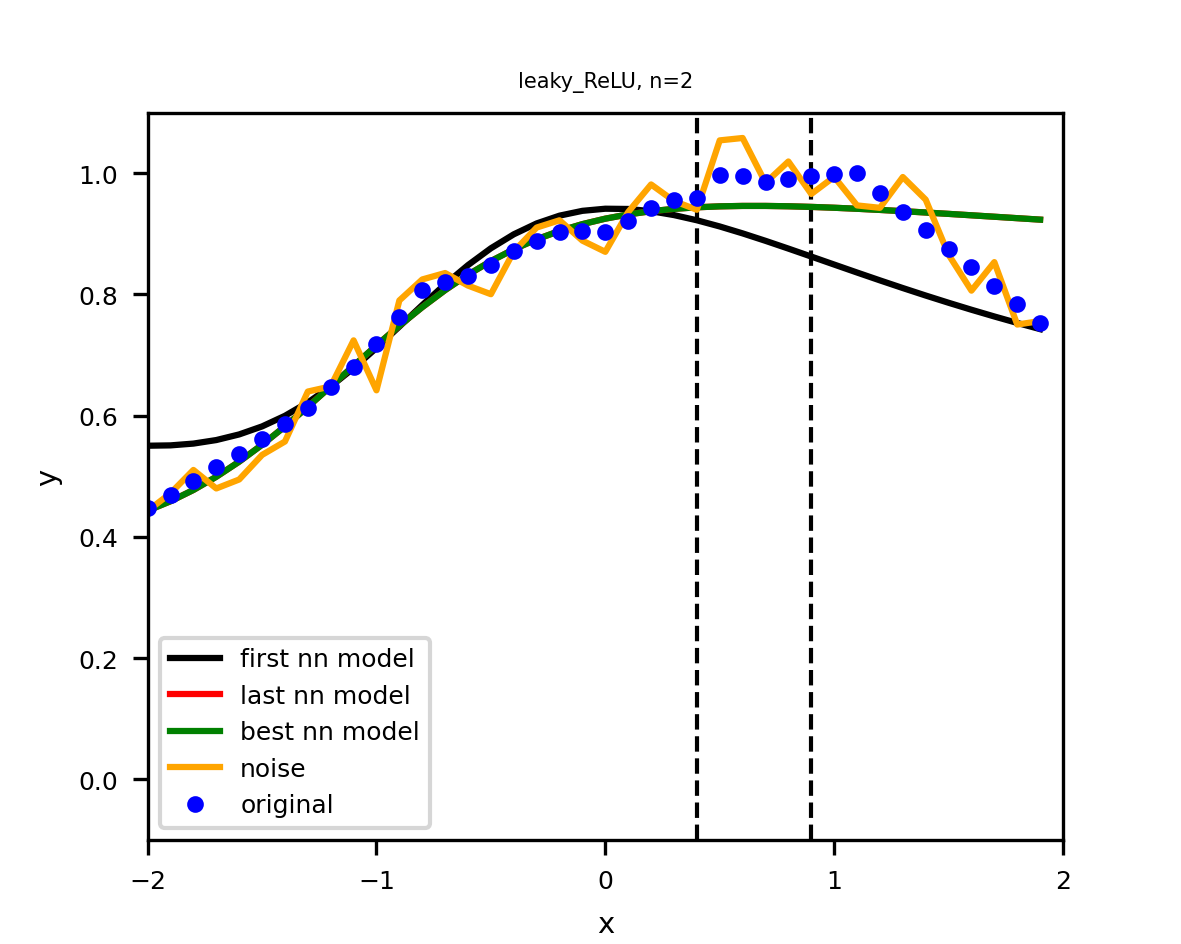 leaky_ReLU, n=2
1.0
0.8
0.6
0.4
0.2
0.0
y
first nn model
last nn model
best nn model
noise
original
−2
−1
0
1
2
x